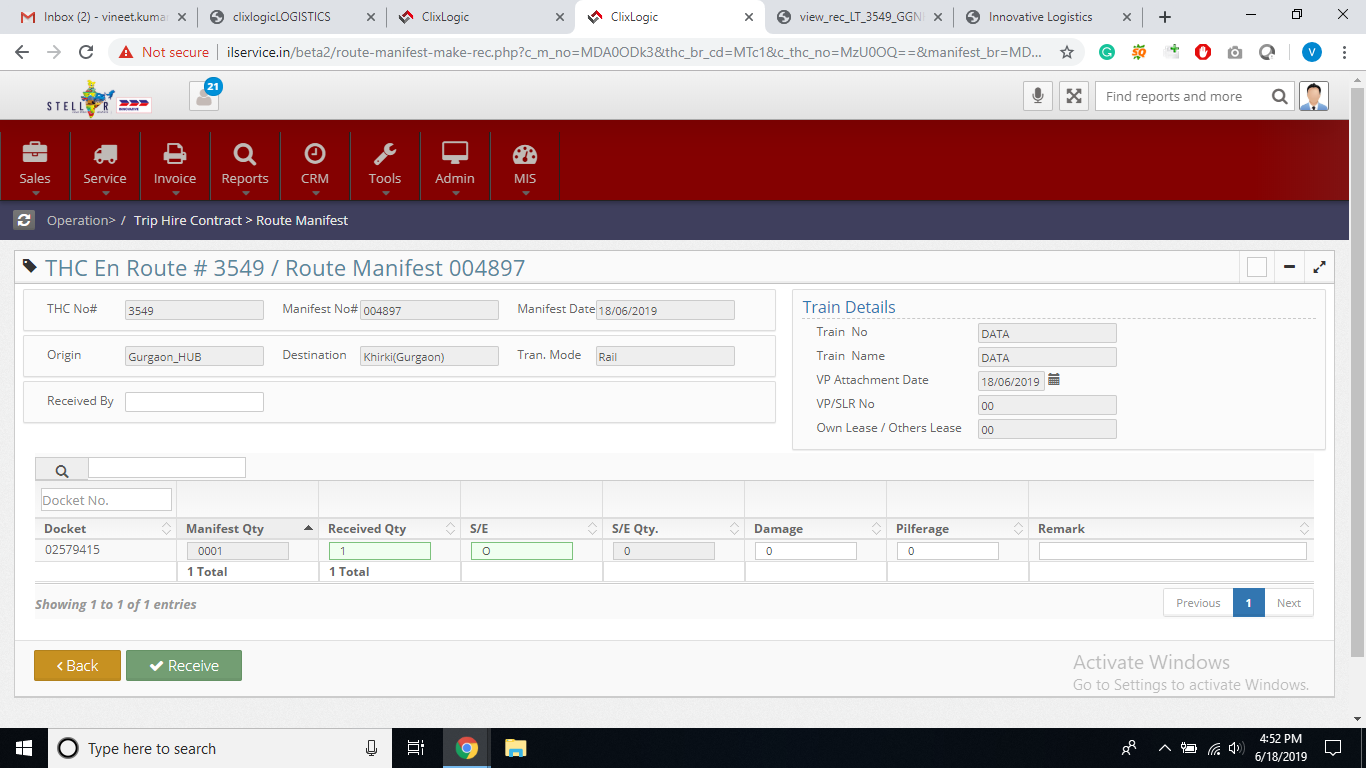 Inbox (2) - vineet.kuma
clixlogicLOGISTICS
ClixLogic
ClixLogic
view_rec_LT_3549_GGN
Innovative Logistics
Not secure
ilservice.in/beta2/route-manifest-make-rec.php?c_m_no=MDA0ODk3&thc_br_cd=MTc1&c_thc_no=MzU0OQ==&manifest_br=MD...
V
STELL R
21
Find reports and more
Sales
Service
Invoice
Reports
CRM
Tools
Admin
MIS
Operation> / Trip Hire Contract > Route Manifest
THC En Route # 3549 / Route Manifest 004897
THC No# 3549 Manifest No# 004897 Manifest Date 18/06/2019
Origin Gurgaon_HUB Destination Khirki(Gurgaon) Tran. Mode Rail
Received By
Train Details
Train No DATA
Train Name DATA
VP Attachment Date 18/06/2019
VP/SLR No 00
Own Lease / Others Lease 00
Docket No.
Docket Manifest Qty Received Qty S/E S/E Qty. Damage Pilferage Remark
02579415 0001 1 O 0 0 0
1 Total 1 Total
Showing 1 to 1 of 1 entries
Previous 1 Next
Back Receive
Activate Windows
Go to Settings to activate Windows.
Type here to search
4:52 PM
6/18/2019